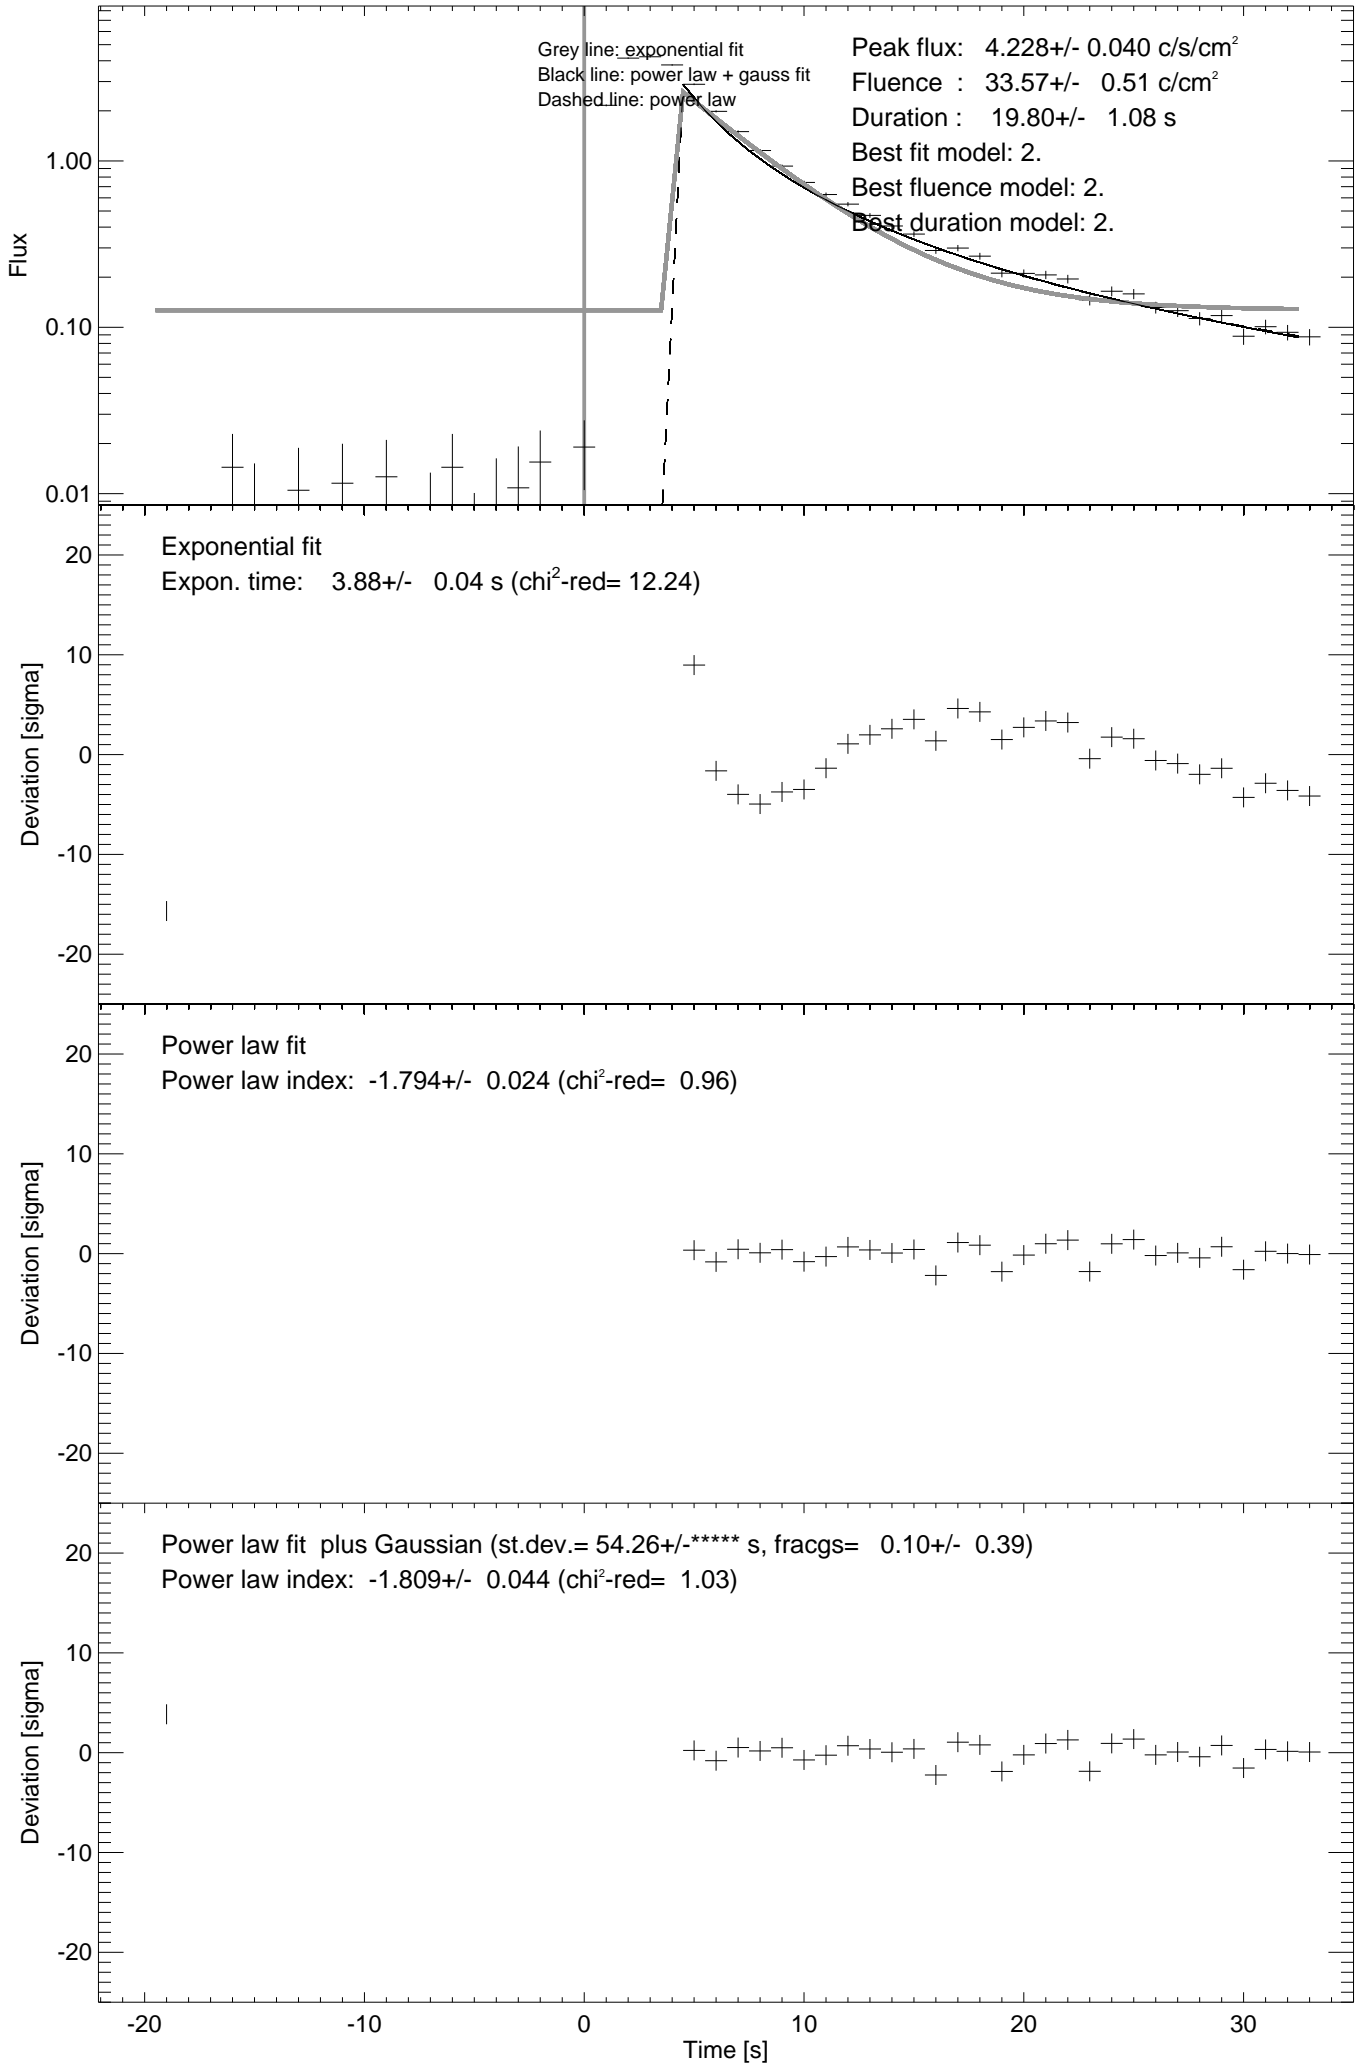 Grey line: exponential fit
Black line: power law + gauss fit
Dashed line: power law
Peak flux: 4.228+/- 0.040 c/s/cm²
Fluence : 33.57+/- 0.51 c/cm²
Duration : 19.80+/- 1.08 s
Best fit model: 2.
Best fluence model: 2.
Best duration model: 2.
1.00
0.10
0.01
Flux
Exponential fit
Expon. time: 3.88+/- 0.04 s (chi²-red= 12.24)
20
10
0
-10
-20
Deviation [sigma]
Power law fit
Power law index: -1.794+/- 0.024 (chi²-red= 0.96)
20
10
0
-10
-20
Deviation [sigma]
Power law fit plus Gaussian (st.dev.= 54.26+/-***** s, fracgs= 0.10+/- 0.39)
Power law index: -1.809+/- 0.044 (chi²-red= 1.03)
20
10
0
-10
-20
Deviation [sigma]
-20 -10 0 10 20 30
Time [s]